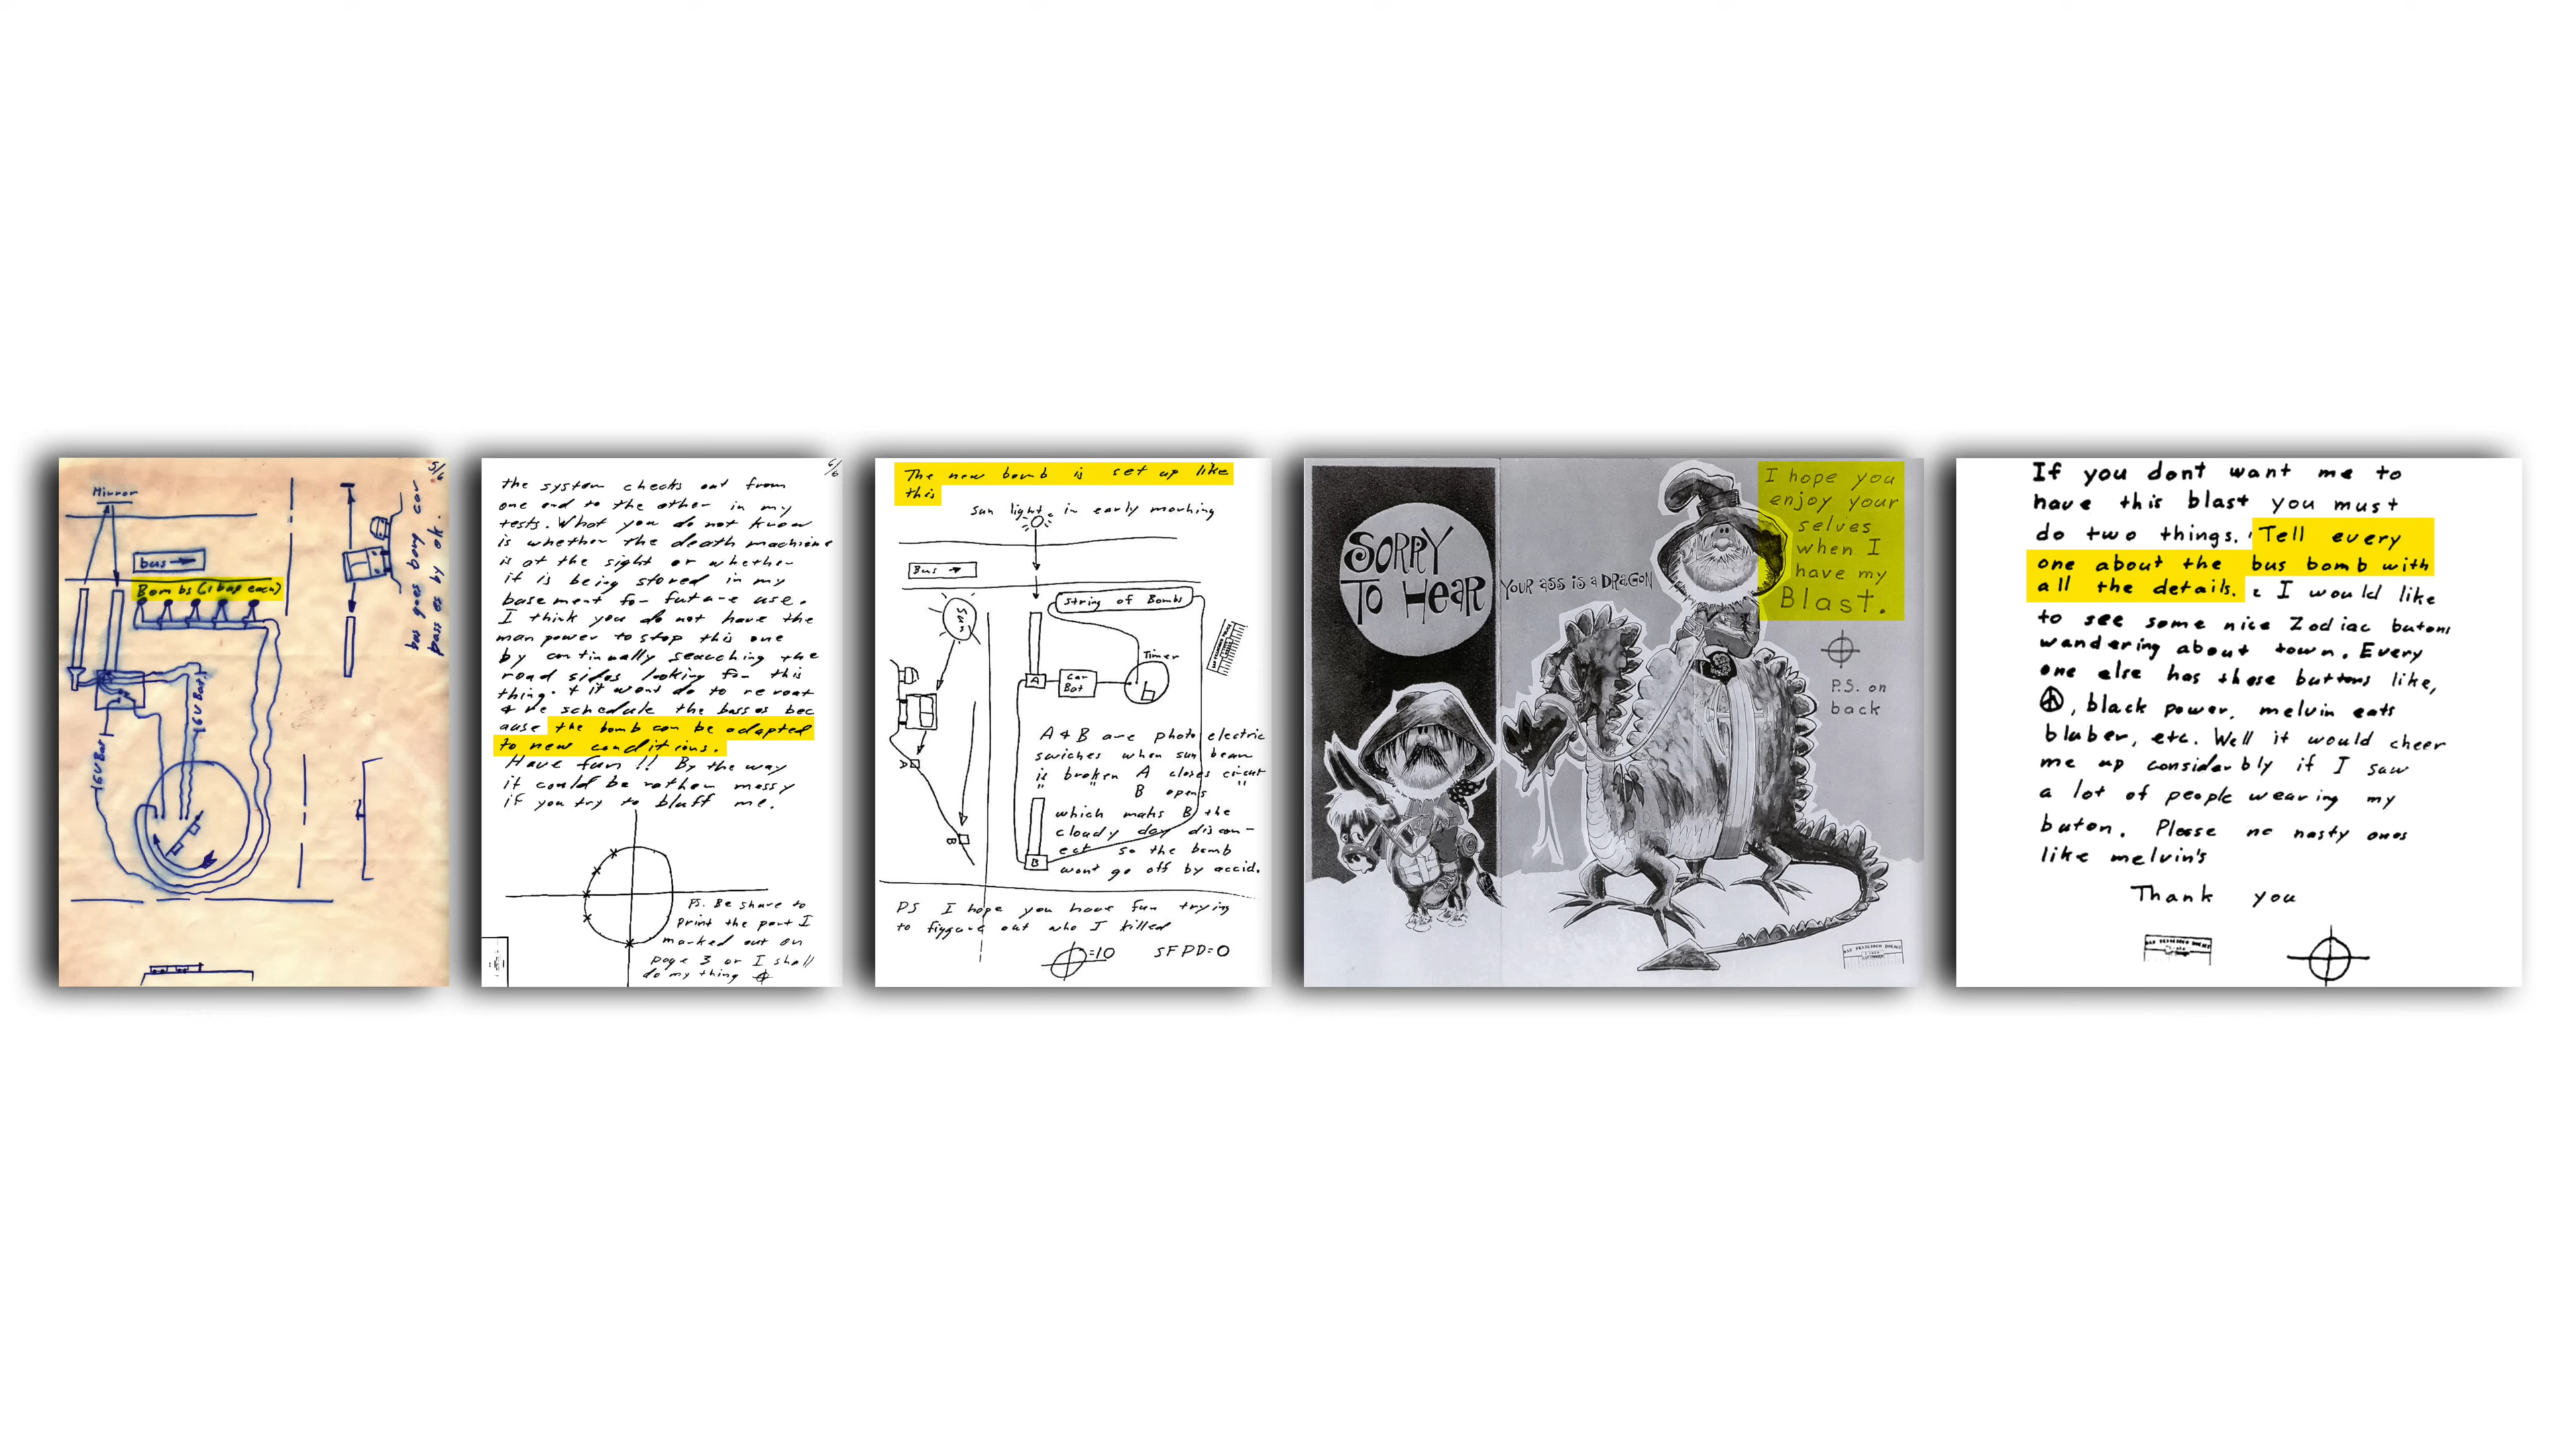 5/6
Mirror
bus
Bombs (1 bag each)
16V Bat
16V Bat
bus goes bang car
pass es by ok.
6/6
the system checks out from
one end to the other in my
tests. What you do not know
is whether the death machine
is at the sight or whether
it is being stored in my
basement for future use.
I think you do not have the
man power to stop this one
by continually searching the
road sides looking for this
thing. & it wont do to re roat
& re schedule the busses bec
ause the bomb can be adapted
to new conditions.
Have fun !! By the way
it could be rather messy
if you try to bluff me.
PS. Be shure to
print the part I
marked out on
page 3 or I shall
do my thing
The new bomb is set up like
this
sun light in early morning
Bus
Sun
String of Bombs
Timer
A
Car
Bat
A
B
A & B are photo electric
swiches when sun beam
is broken A closes circut
" " B opens
which maks B the
cloudy day discon-
ect so the bomb
wont go off by accid.
B
PS I hope you have fun trying
to figgure out who I killed
=10 SFPD=0
SORRY
TO HEAR
YOUR ASS IS A DRAGON
I hope you
enjoy your
selves
when I
have my
Blast.
P.S. on
back
If you dont want me to
have this blast you must
do two things. Tell every
one about the bus bomb with
all the details. I would like
to see some nice Zodiac butons
wandering about town. Every
one else has these buttons like,
, black power, melvin eats
bluber, etc. Well it would cheer
me up considerbly if I saw
a lot of people wearing my
buton. Please no nasty ones
like melvin's
Thank you